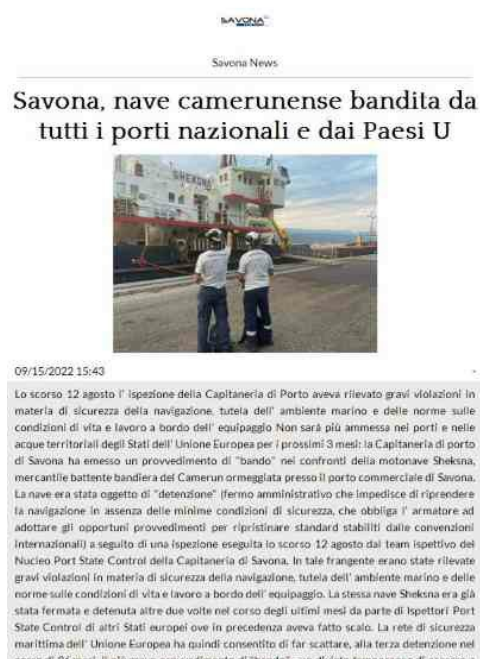 SAVONA
Savona News
Savona, nave camerunense bandita da
tutti i porti nazionali e dai Paesi U
SHEKSNA
09/15/2022 15:43
Lo scorso 12 agosto l' ispezione della Capitaneria di Porto aveva rilevato gravi violazioni in
materia di sicurezza della navigazione, tutela dell' ambiente marino e delle norme sulle
condizioni di vita e lavoro a bordo dell' equipaggio Non sarà più ammessa nei porti e nelle
acque territoriali degli Stati dell' Unione Europea per i prossimi 3 mesi: la Capitaneria di porto
di Savona ha emesso un provvedimento di "bando" nei confronti della motonave Sheksna,
mercantile battente bandiera del Camerun ormeggiata presso il porto commerciale di Savona.
La nave era stata oggetto di "detenzione" (fermo amministrativo che impedisce di riprendere
la navigazione in assenza delle minime condizioni di sicurezza, che obbliga l' armatore ad
adottare gli opportuni provvedimenti per ripristinare standard stabiliti dalle convenzioni
internazionali) a seguito di una ispezione eseguita lo scorso 12 agosto dal team ispettivo del
Nucleo Port State Control della Capitaneria di Savona. In tale frangente erano state rilevate
gravi violazioni in materia di sicurezza della navigazione, tutela dell' ambiente marino e delle
norme sulle condizioni di vita e lavoro a bordo dell' equipaggio. La stessa nave Sheksna era già
stata fermata e detenuta altre due volte nel corso degli ultimi mesi da parte di Ispettori Port
State Control di altri Stati europei ove in precedenza aveva fatto scalo. La rete di sicurezza
marittima dell' Unione Europea ha quindi consentito di far scattare, alla terza detenzione nel